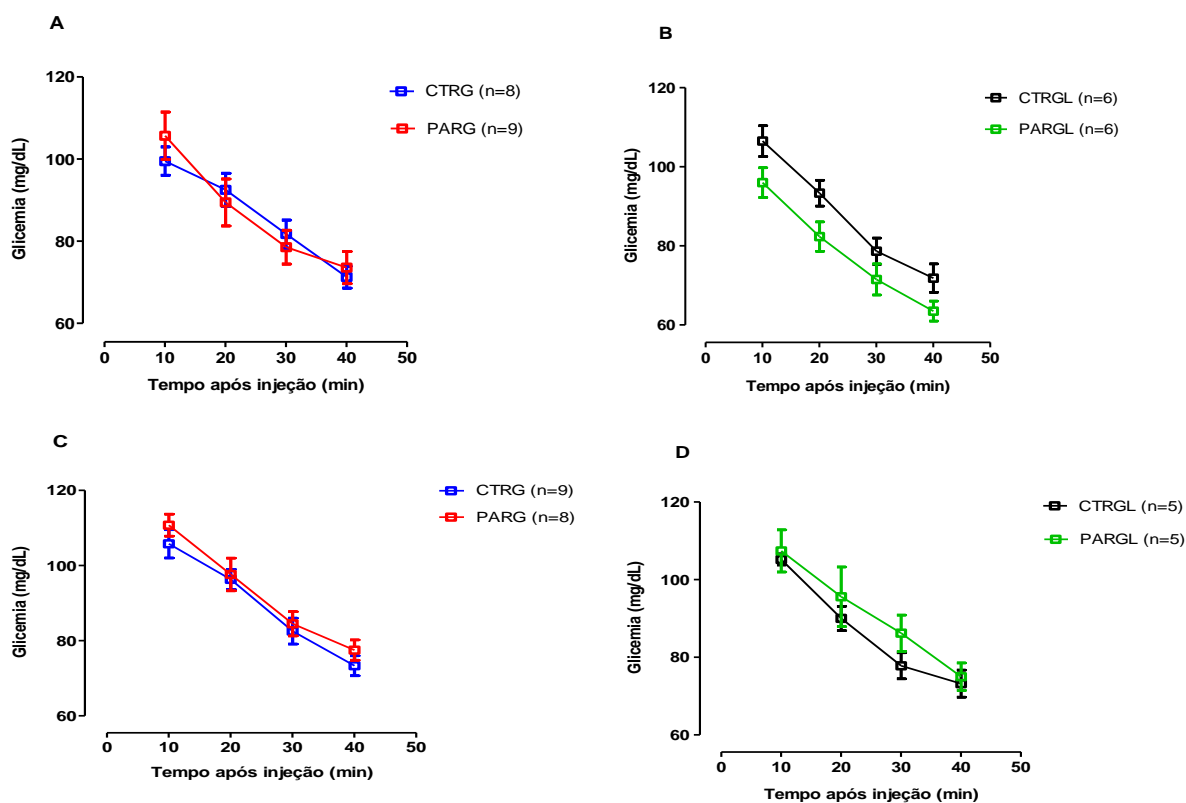 A
CTRG (n=8)
PARG (n=9)
Glicemia (mg/dL)
120
100
80
60
0 10 20 30 40 50
Tempo após injeção (min)
B
CTRGL (n=6)
PARGL (n=6)
Glicemia (mg/dL)
120
100
80
60
0 10 20 30 40 50
Tempo após injeção (min)
C
CTRG (n=9)
PARG (n=8)
Glicemia (mg/dL)
120
100
80
60
0 10 20 30 40 50
Tempo após injeção (min)
D
CTRGL (n=5)
PARGL (n=5)
Glicemia (mg/dL)
120
100
80
60
0 10 20 30 40 50
Tempo após injeção (min)